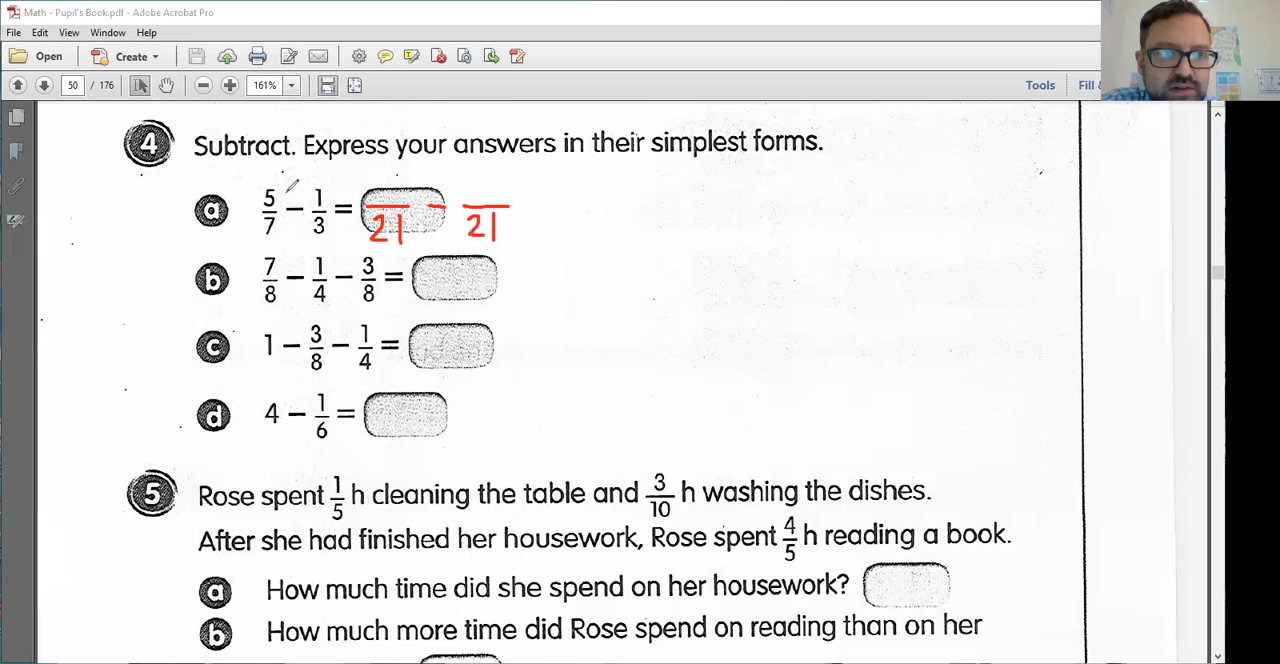 Math - Pupil's Book.pdf - Adobe Acrobat Pro
File Edit View Window Help
Open Create
50 / 176 161% Tools Fill &
4 Subtract. Express your answers in their simplest forms.
a 5/7 − 1/3 = /21 − /21
b 7/8 − 1/4 − 3/8 =
c 1 − 3/8 − 1/4 =
d 4 − 1/6 =
5 Rose spent 1/5 h cleaning the table and 3/10 h washing the dishes.
After she had finished her housework, Rose spent 4/5 h reading a book.
a How much time did she spend on her housework?
b How much more time did Rose spend on reading than on her